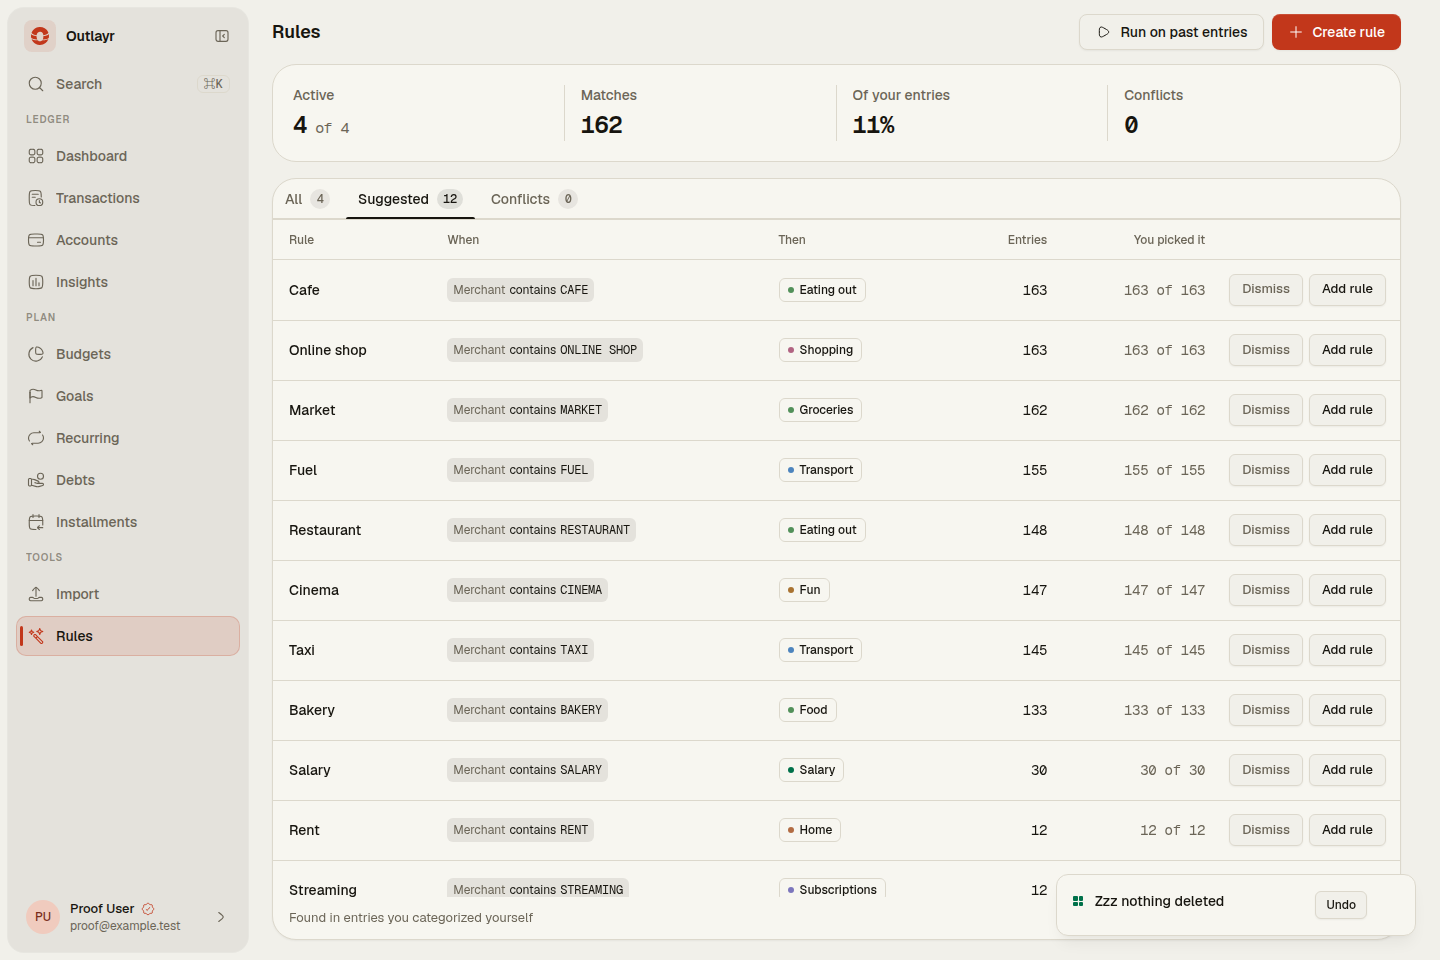 Outlayr
Search
⌘K
LEDGER
Dashboard
Transactions
Accounts
Insights
PLAN
Budgets
Goals
Recurring
Debts
Installments
TOOLS
Import
Rules
PU
Proof User
proof@example.test
Rules
Run on past entries
Create rule
Active
4 of 4
Matches
162
Of your entries
11%
Conflicts
0
All 4 Suggested 12 Conflicts 0
Rule When Then Entries You picked it
Cafe Merchant contains CAFE Eating out 163 163 of 163 Dismiss Add rule
Online shop Merchant contains ONLINE SHOP Shopping 163 163 of 163 Dismiss Add rule
Market Merchant contains MARKET Groceries 162 162 of 162 Dismiss Add rule
Fuel Merchant contains FUEL Transport 155 155 of 155 Dismiss Add rule
Restaurant Merchant contains RESTAURANT Eating out 148 148 of 148 Dismiss Add rule
Cinema Merchant contains CINEMA Fun 147 147 of 147 Dismiss Add rule
Taxi Merchant contains TAXI Transport 145 145 of 145 Dismiss Add rule
Bakery Merchant contains BAKERY Food 133 133 of 133 Dismiss Add rule
Salary Merchant contains SALARY Salary 30 30 of 30 Dismiss Add rule
Rent Merchant contains RENT Home 12 12 of 12 Dismiss Add rule
Streaming Merchant contains STREAMING Subscriptions 12
Found in entries you categorized yourself
Zzz nothing deleted
Undo